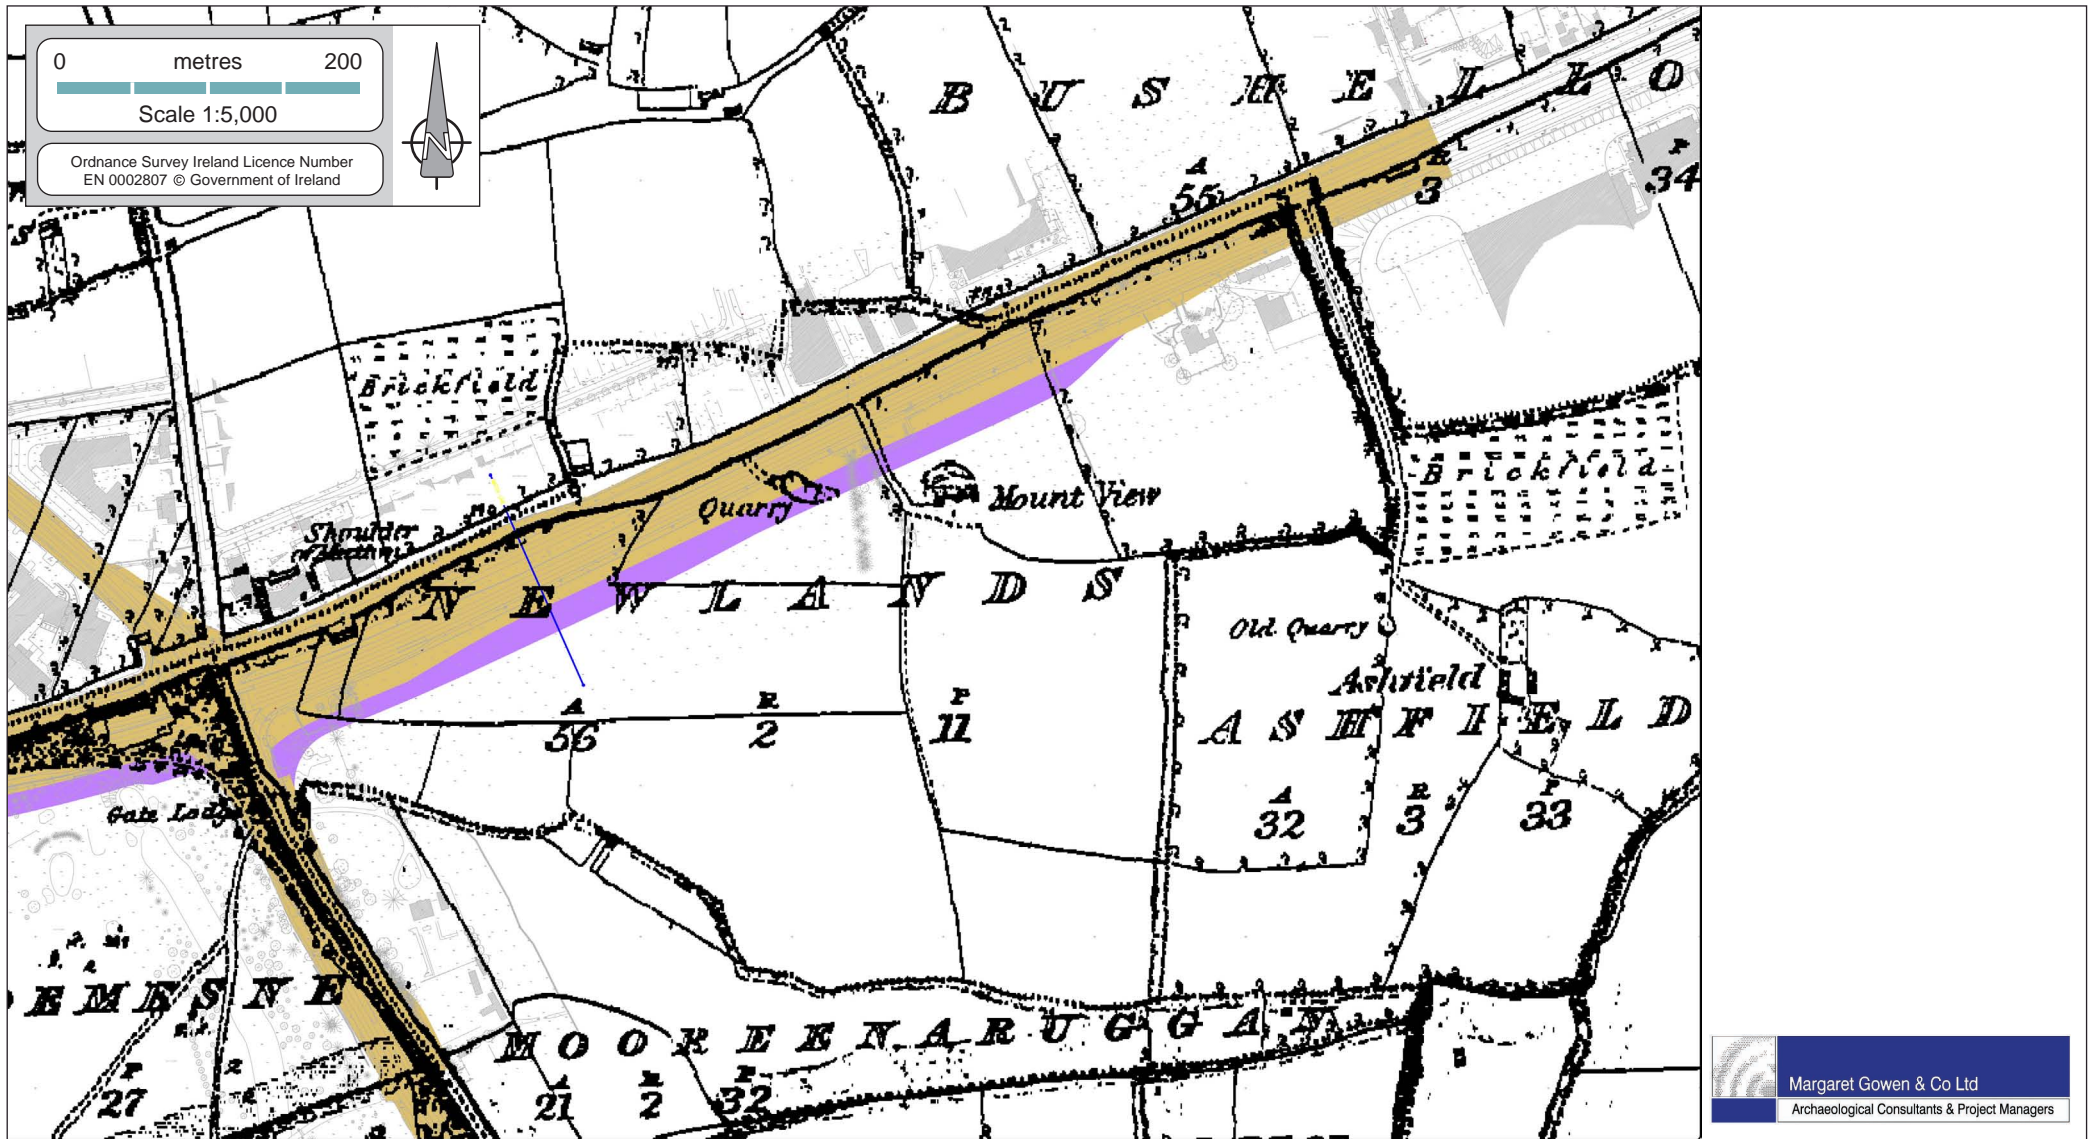 0 metres 200
Scale 1:5,000
Ordnance Survey Ireland Licence Number
EN 0002807 © Government of Ireland
N
B U S H E L L O
A
55
R
3
P
34
Brickfield
Brickfield
Shoulder
Quarry
Mount View
N E W L A N D S
Old Quarry
Ashfield
A S H F I E L D
A R P
56 2 11
A R P
32 3 33
Gate Lodge
D E M E S N E
M O O R E E N A R U G G A N
P
27
A R P
21 2 32
Margaret Gowen & Co Ltd
Archaeological Consultants & Project Managers